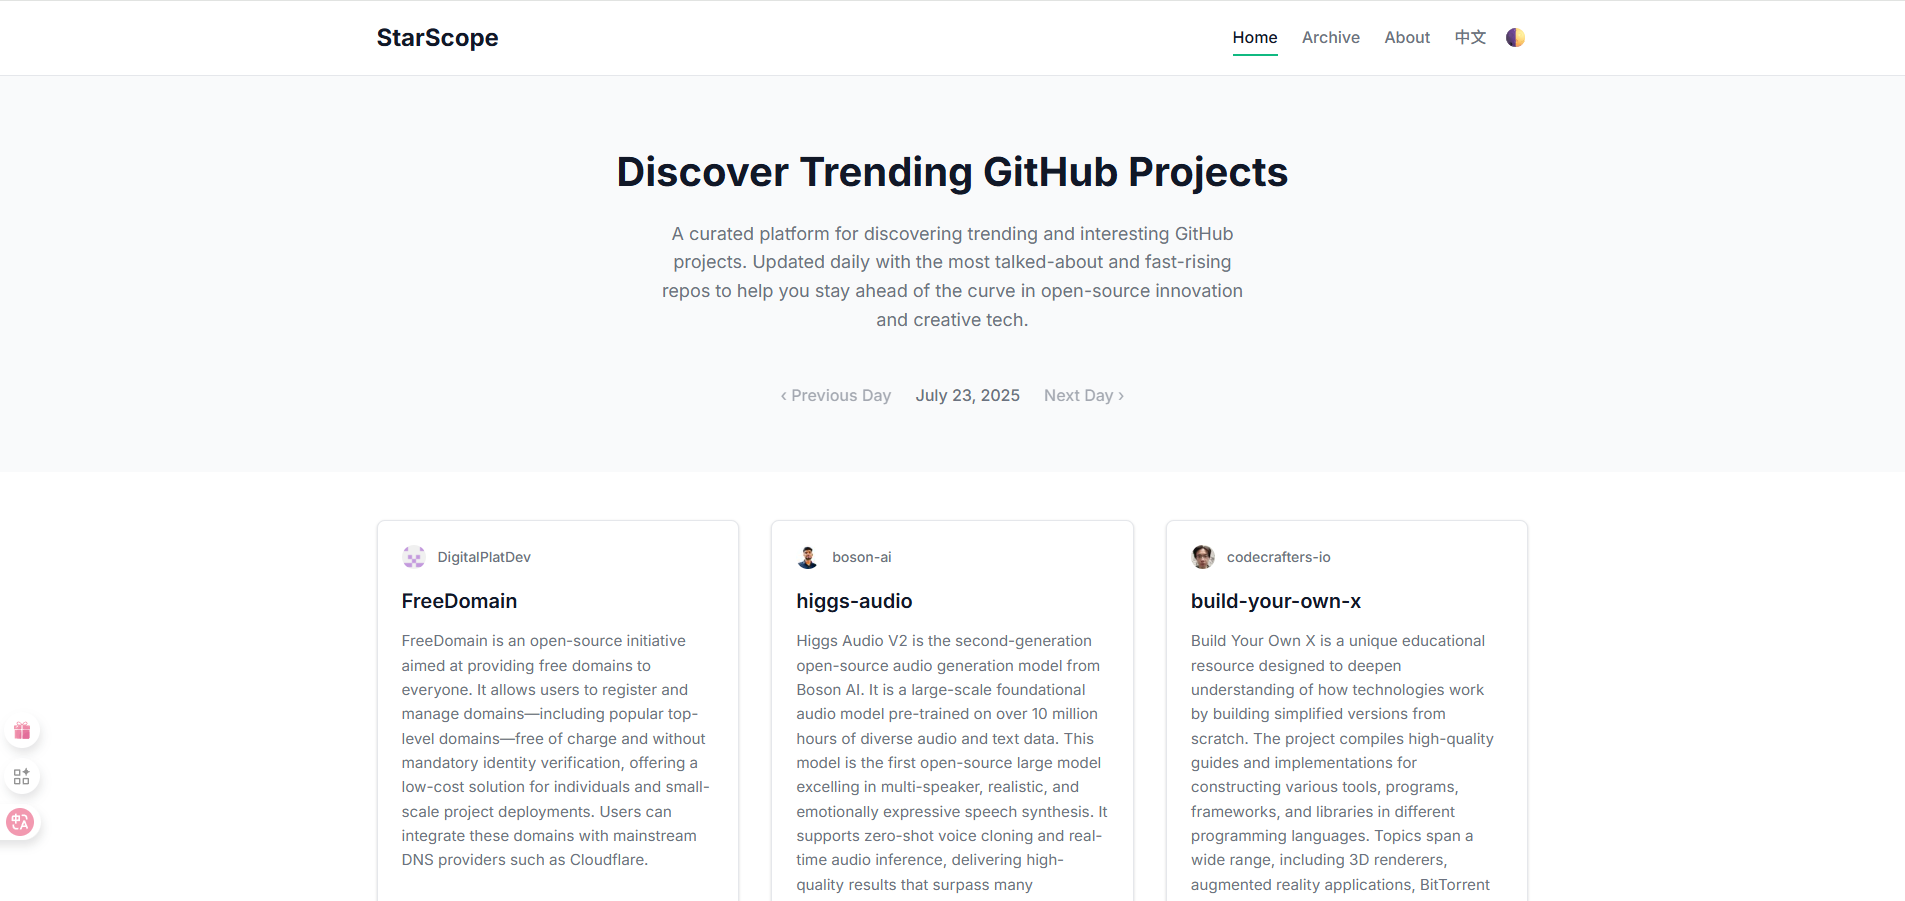 StarScope
Home Archive About 中文
Discover Trending GitHub Projects
A curated platform for discovering trending and interesting GitHub
projects. Updated daily with the most talked-about and fast-rising
repos to help you stay ahead of the curve in open-source innovation
and creative tech.
‹ Previous Day July 23, 2025 Next Day ›
DigitalPlatDev
FreeDomain
FreeDomain is an open-source initiative
aimed at providing free domains to
everyone. It allows users to register and
manage domains—including popular top-
level domains—free of charge and without
mandatory identity verification, offering a
low-cost solution for individuals and small-
scale project deployments. Users can
integrate these domains with mainstream
DNS providers such as Cloudflare.
boson-ai
higgs-audio
Higgs Audio V2 is the second-generation
open-source audio generation model from
Boson AI. It is a large-scale foundational
audio model pre-trained on over 10 million
hours of diverse audio and text data. This
model is the first open-source large model
excelling in multi-speaker, realistic, and
emotionally expressive speech synthesis. It
supports zero-shot voice cloning and real-
time audio inference, delivering high-
quality results that surpass many
codecrafters-io
build-your-own-x
Build Your Own X is a unique educational
resource designed to deepen
understanding of how technologies work
by building simplified versions from
scratch. The project compiles high-quality
guides and implementations for
constructing various tools, programs,
frameworks, and libraries in different
programming languages. Topics span a
wide range, including 3D renderers,
augmented reality applications, BitTorrent
中A